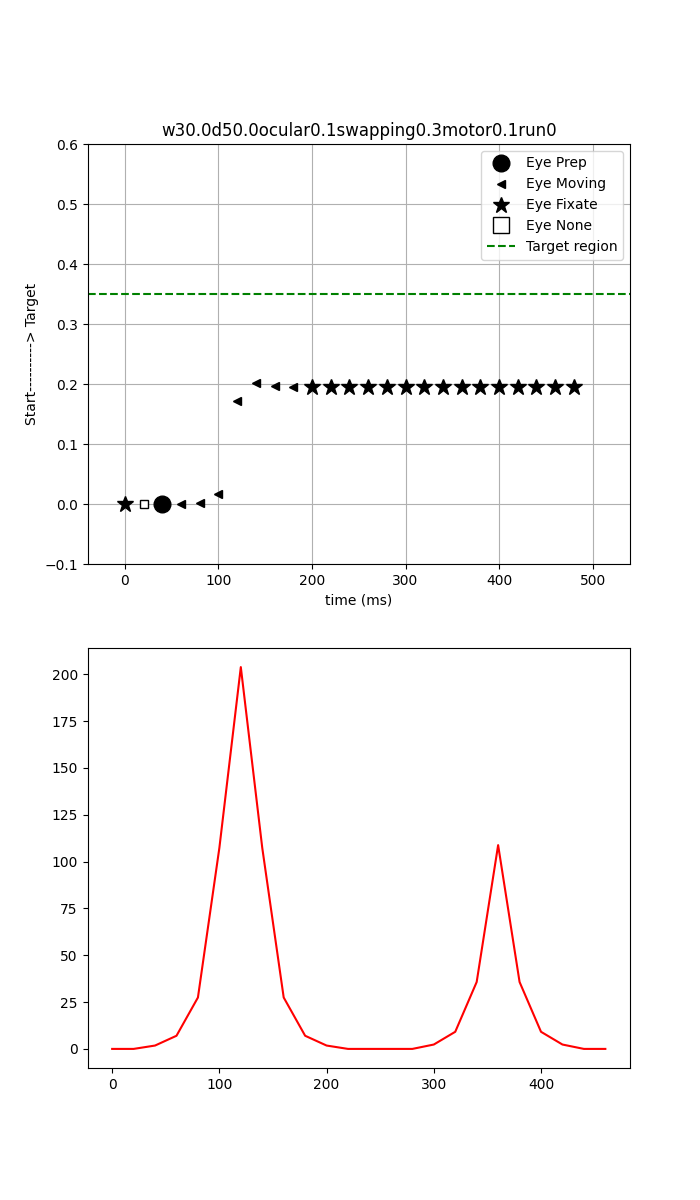 w30.0d50.0ocular0.1swapping0.3motor0.1run0
0.6
0.5
0.4
0.3
0.2
0.1
0.0
−0.1
Start----------> Target
Eye Prep
Eye Moving
Eye Fixate
Eye None
Target region
0 100 200 300 400 500
time (ms)
200
175
150
125
100
75
50
25
0
0 100 200 300 400